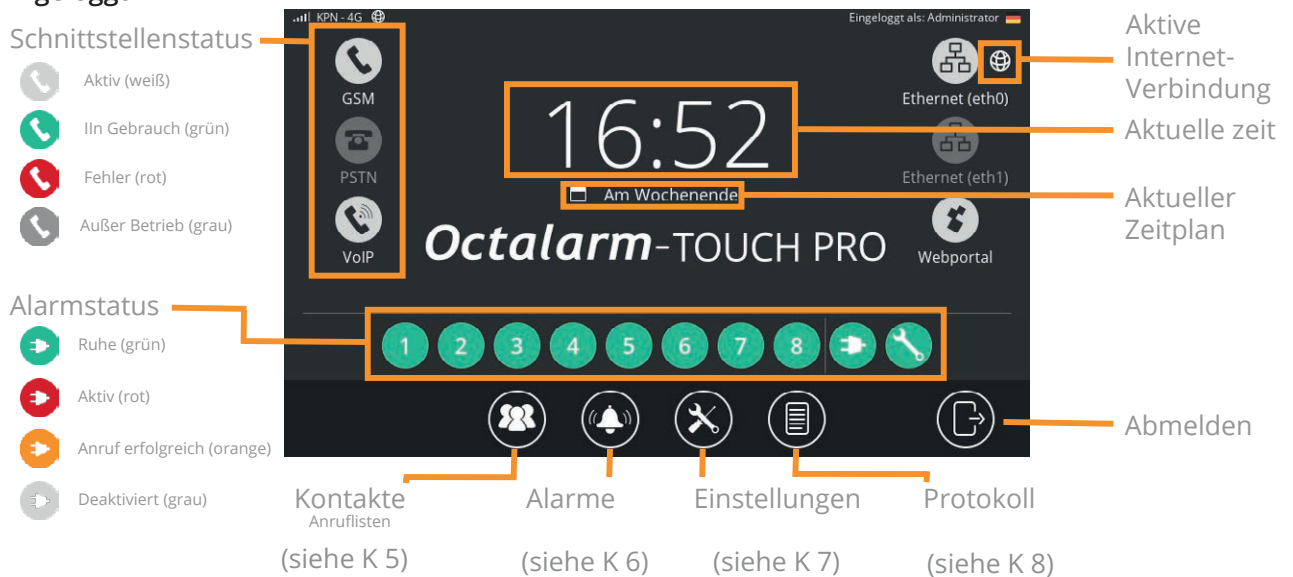 Schnittstellenstatus
Aktiv (weiß)
IIn Gebrauch (grün)
Fehler (rot)
Außer Betrieb (grau)
Alarmstatus
Ruhe (grün)
Aktiv (rot)
Anruf erfolgreich (orange)
Deaktiviert (grau)
KPN - 4G
Eingeloggt als: Administrator
GSM
PSTN
VoIP
16:52
Am Wochenende
Octalarm-TOUCH PRO
Ethernet (eth0)
Ethernet (eth1)
Webportal
1 2 3 4 5 6 7 8
Aktive
Internet-
Verbindung
Aktuelle zeit
Aktueller
Zeitplan
Abmelden
Kontakte
Anruflisten
(siehe K 5)
Alarme
(siehe K 6)
Einstellungen
(siehe K 7)
Protokoll
(siehe K 8)